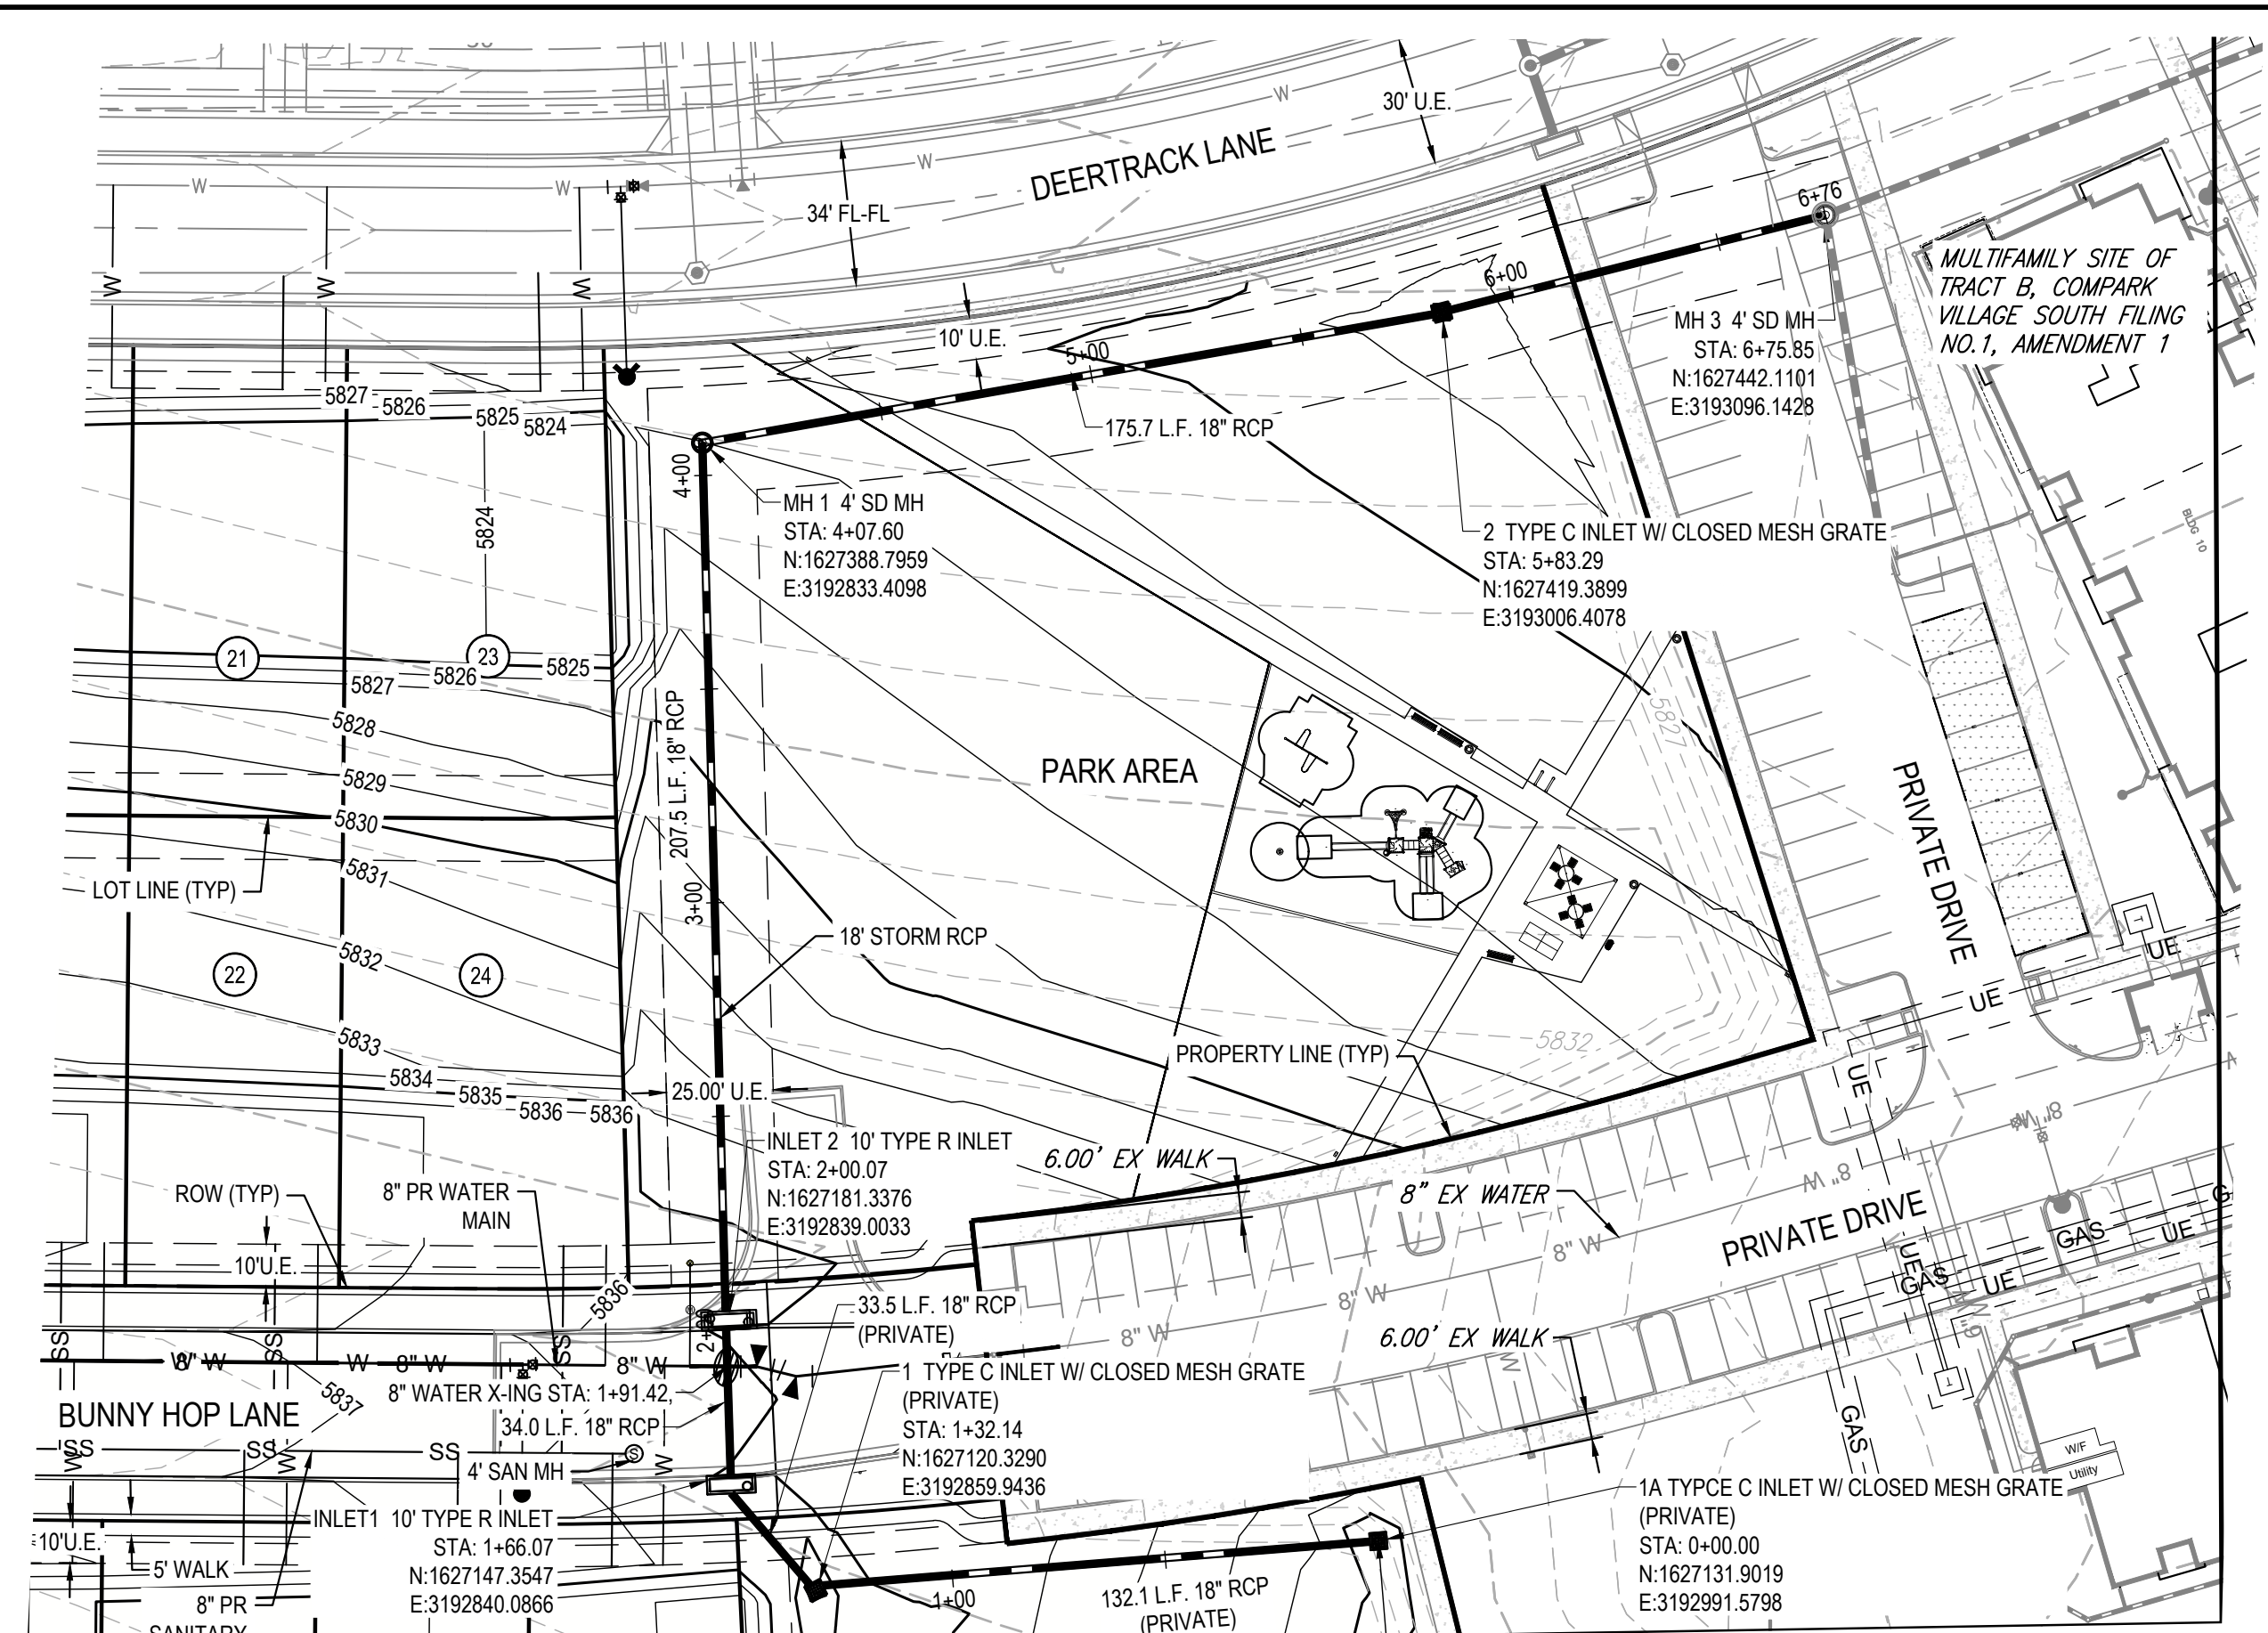 30' U.E.
W
W
W
W
DEERTRACK LANE
34' FL-FL
W
W
W
10' U.E.
5+00
6+00
6+76
MULTIFAMILY SITE OF
TRACT B, COMPARK
VILLAGE SOUTH FILING
NO.1, AMENDMENT 1
MH 3 4' SD MH
STA: 6+75.85
N:1627442.1101
E:3193096.1428
5827
5826
5825
5824
175.7 L.F. 18" RCP
4+00
MH 1 4' SD MH
STA: 4+07.60
N:1627388.7959
E:3192833.4098
2 TYPE C INLET W/ CLOSED MESH GRATE
STA: 5+83.29
N:1627419.3899
E:3193006.4078
BLDG 10
5824
21
23
5825
5826
5827
5828
5829
5830
5831
207.5 L.F. 18" RCP
PARK AREA
5827
PRIVATE DRIVE
LOT LINE (TYP)
3+00
18' STORM RCP
T
UE
UE
22
24
5832
5833
5834
5835
5836
5836
25.00' U.E.
PROPERTY LINE (TYP)
5832
UE
8" W
INLET 2 10' TYPE R INLET
STA: 2+00.07
N:1627181.3376
E:3192839.0033
6.00' EX WALK
8" EX WATER
8" W
8" W
PRIVATE DRIVE
ROW (TYP)
8" PR WATER
MAIN
10'U.E.
5836
UE
GAS
GAS
UE
UE
G
8" W
8" W
6" W
33.5 L.F. 18" RCP
(PRIVATE)
6.00' EX WALK
W
SS
SS
SS
8" W
W
8" W
8" W
5837
8" WATER X-ING STA: 1+91.42,
34.0 L.F. 18" RCP
1 TYPE C INLET W/ CLOSED MESH GRATE
(PRIVATE)
STA: 1+32.14
N:1627120.3290
E:3192859.9436
BUNNY HOP LANE
SS
SS
SS
S
W
W
W
4' SAN MH
T
GAS
W/F
Utility
INLET1 10' TYPE R INLET
STA: 1+66.07
N:1627147.3547
E:3192840.0866
10'U.E.
5' WALK
8" PR
SANITARY
1+00
132.1 L.F. 18" RCP
(PRIVATE)
1A TYPCE C INLET W/ CLOSED MESH GRATE
(PRIVATE)
STA: 0+00.00
N:1627131.9019
E:3192991.5798